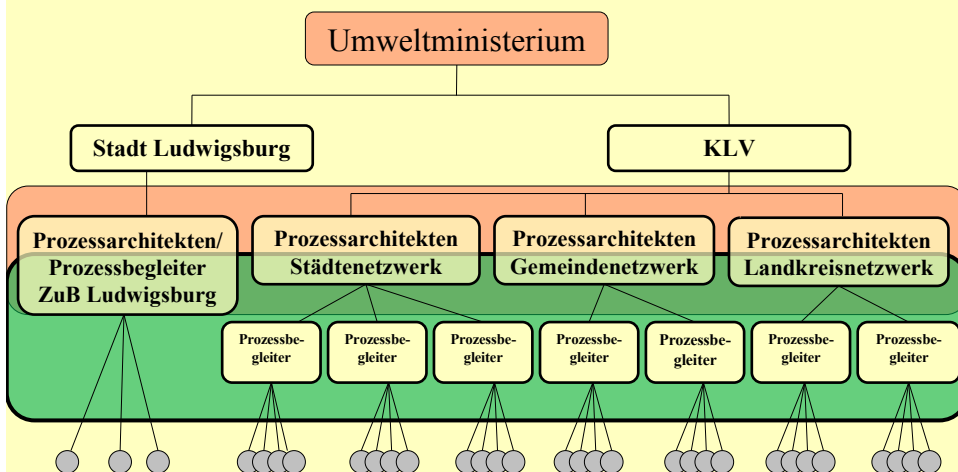 Umweltministerium
Stadt Ludwigsburg
KLV
Prozessarchitekten/
Prozessbegleiter
ZuB Ludwigsburg
Prozessarchitekten
Städtenetzwerk
Prozessarchitekten
Gemeindenetzwerk
Prozessarchitekten
Landkreisnetzwerk
Prozessbe-
gleiter
Prozessbe-
gleiter
Prozessbe-
gleiter
Prozessbe-
gleiter
Prozessbe-
gleiter
Prozessbe-
gleiter
Prozessbe-
gleiter